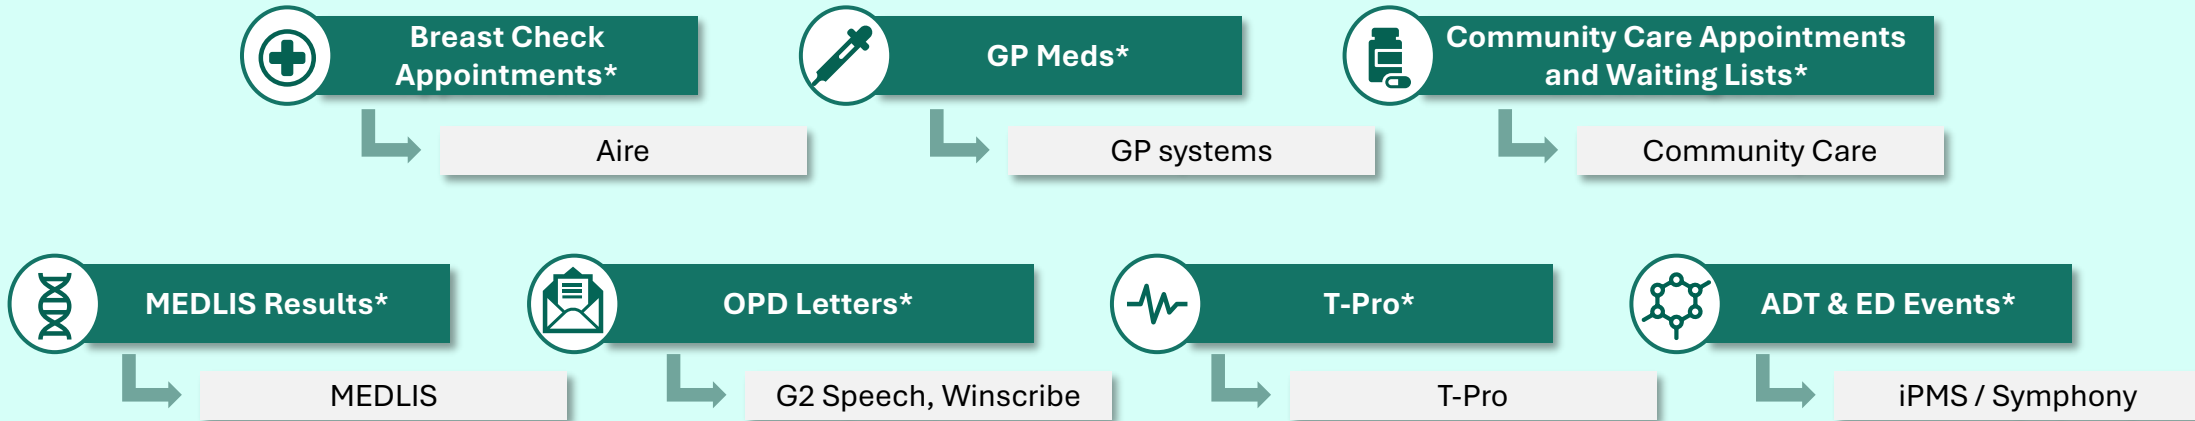 Breast Check
Appointments*
GP Meds*
Community Care Appointments
and Waiting Lists*
Aire
GP systems
Community Care
MEDLIS Results*
OPD Letters*
T-Pro*
ADT & ED Events*
MEDLIS
G2 Speech, Winscribe
T-Pro
iPMS / Symphony